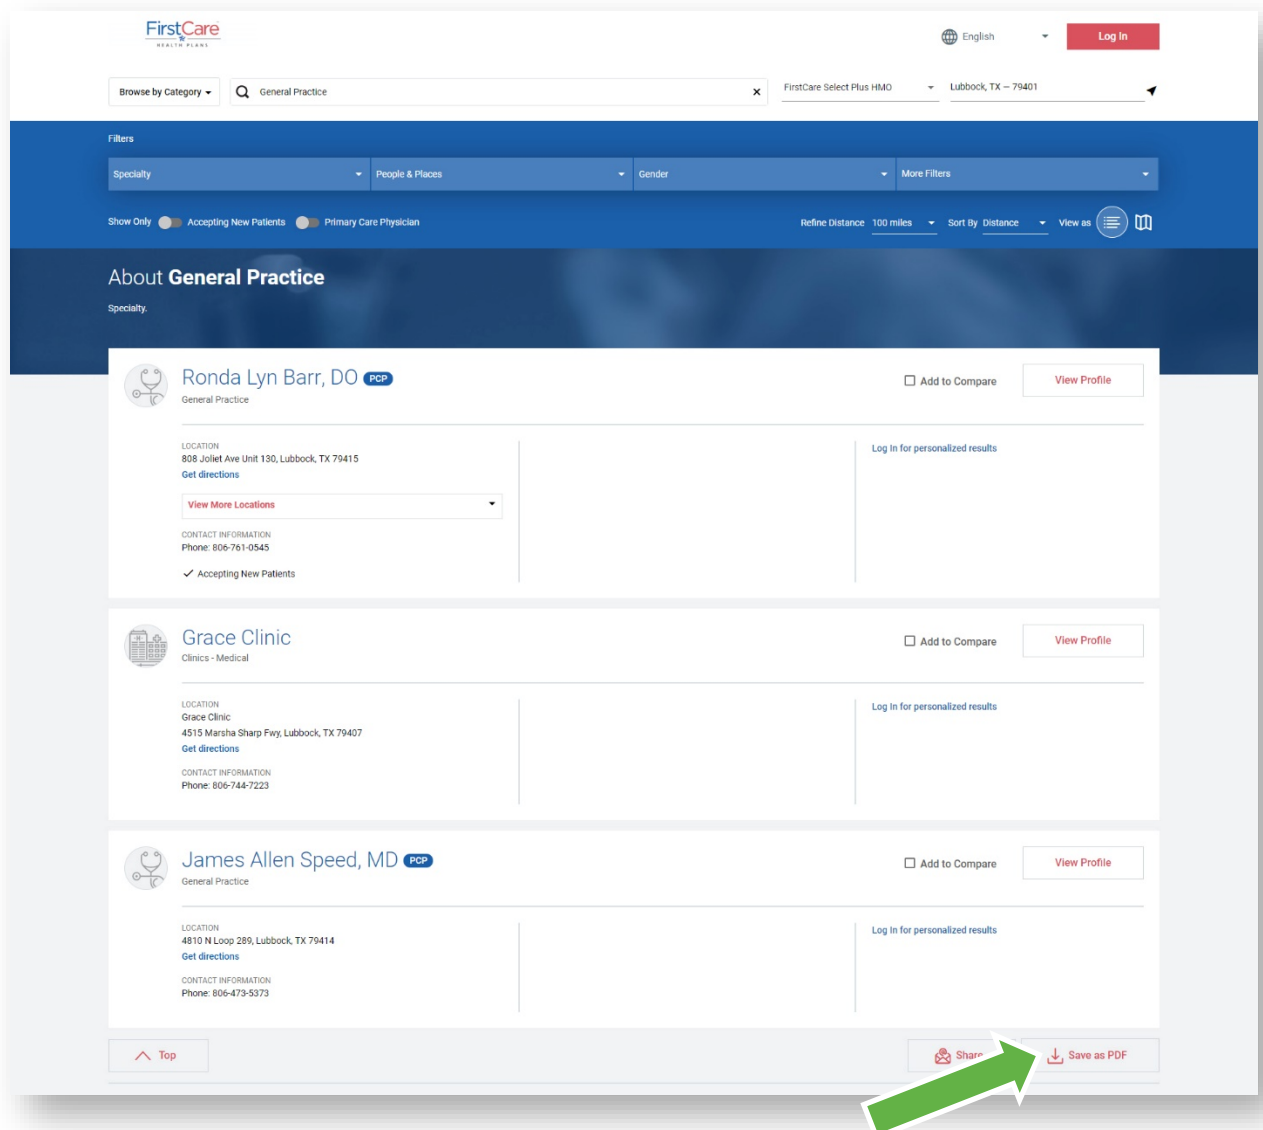 FirstCare
HEALTH PLANS
English
Log In
Browse by Category
General Practice
FirstCare Select Plus HMO
Lubbock, TX — 79401
Filters
Specialty
People & Places
Gender
More Filters
Show Only
Accepting New Patients
Primary Care Physician
Refine Distance 100 miles
Sort By Distance
View as
About General Practice
Specialty.
Ronda Lyn Barr, DO PCP
General Practice
Add to Compare
View Profile
LOCATION
808 Joliet Ave Unit 130, Lubbock, TX 79415
Get directions
View More Locations
CONTACT INFORMATION
Phone: 806-761-0545
Accepting New Patients
Log In for personalized results
Grace Clinic
Clinics - Medical
Add to Compare
View Profile
LOCATION
Grace Clinic
4515 Marsha Sharp Fwy, Lubbock, TX 79407
Get directions
CONTACT INFORMATION
Phone: 806-744-7223
Log In for personalized results
James Allen Speed, MD PCP
General Practice
Add to Compare
View Profile
LOCATION
4810 N Loop 289, Lubbock, TX 79414
Get directions
CONTACT INFORMATION
Phone: 806-473-5373
Log In for personalized results
Top
Share
Save as PDF